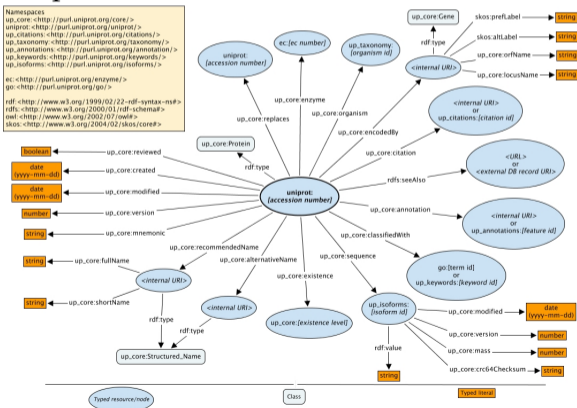 Namespaces
up_core: <http://purl.uniprot.org/core/>
uniprot: <http://purl.uniprot.org/uniprot/>
up_citations: <http://purl.uniprot.org/citations/>
up_taxonomy: <http://purl.uniprot.org/taxonomy/>
up_annotations: <http://purl.uniprot.org/annotation/>
up_keywords: <http://purl.uniprot.org/keywords/>
up_isoforms: <http://purl.uniprot.org/isoforms/>
ec: <http://purl.uniprot.org/enzyme/>
go: <http://purl.uniprot.org/go/>
rdf: <http://www.w3.org/1999/02/22-rdf-syntax-ns#>
rdfs: <http://www.w3.org/2000/01/rdf-schema#>
owl: <http://www.w3.org/2002/07/owl#>
skos: <http://www.w3.org/2004/02/skos/core#>
up_core:Gene
rdf:type
<internal URI>
skos:prefLabel
string
skos:altLabel
string
up_core:orfName
string
up_core:locusName
string
uniprot:
[accession number]
ec:[ec number]
up_taxonomy:
[organism id]
up_core:replaces
up_core:enzyme
up_core:organism
up_core:encodedBy
<internal URI>
or
up_citations:[citation id]
up_core:citation
up_core:Protein
rdf:type
<URL>
or
<external DB record URI>
rdfs:seeAlso
boolean
up_core:reviewed
date
(yyyy-mm-dd)
up_core:created
date
(yyyy-mm-dd)
up_core:modified
number
up_core:version
string
up_core:mnemonic
uniprot:
[accession number]
up_core:annotation
<internal URI>
or
up_annotations:[feature id]
up_core:classifiedWith
go:[term id]
or
up_keywords:[keyword id]
up_core:recommendedName
up_core:alternativeName
up_core:existence
up_core:sequence
string
up_core:fullName
string
up_core:shortName
<internal URI>
<internal URI>
rdf:type
rdf:type
up_core:Structured_Name
up_core:[existence level]
up_isoforms:
[isoform id]
up_core:modified
date
(yyyy-mm-dd)
up_core:version
number
up_core:mass
number
up_core:crc64Checksum
string
rdf:value
string
Typed resource/node
Class
Typed literal